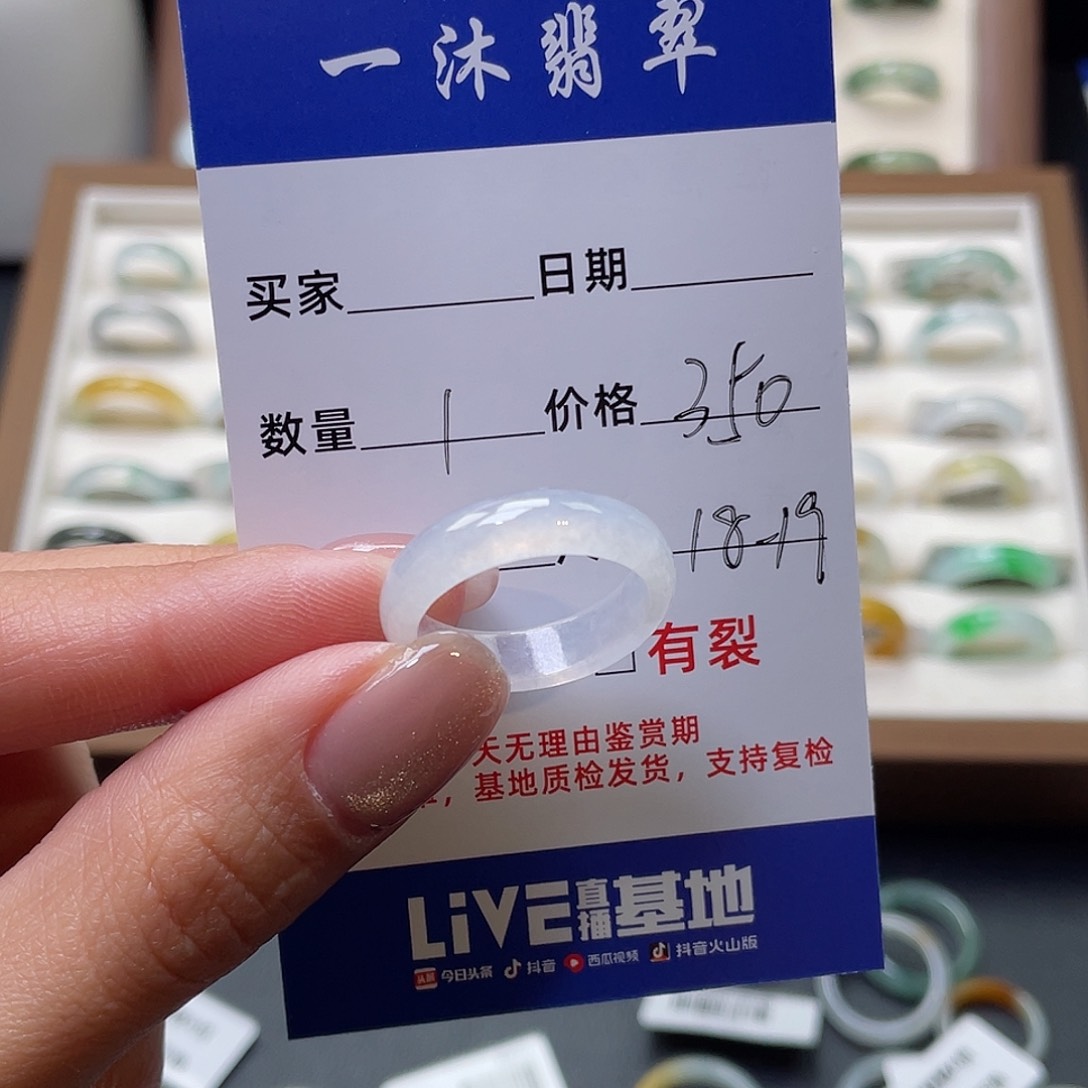 一沐翡翠
买家 日期
数量 1 价格 350
18-19
有裂
天无理由鉴赏期
，基地质检发货，支持复检
LiVE直播基地
头条 今日头条 抖音 西瓜视频 抖音火山版